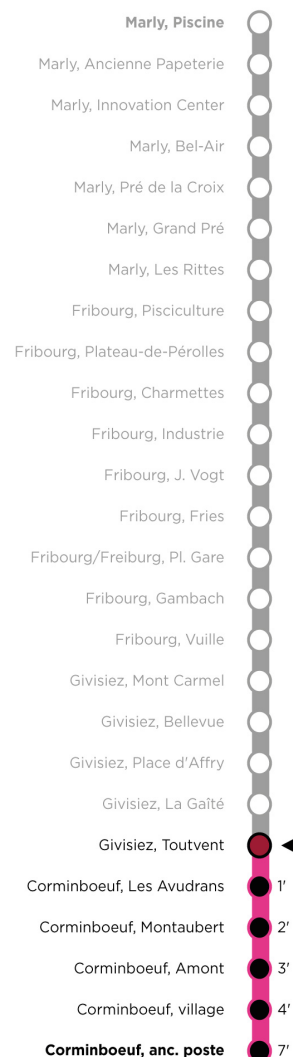 Marly, Piscine
Marly, Ancienne Papeterie
Marly, Innovation Center
Marly, Bel-Air
Marly, Pré de la Croix
Marly, Grand Pré
Marly, Les Rittes
Fribourg, Pisciculture
Fribourg, Plateau-de-Pérolles
Fribourg, Charmettes
Fribourg, Industrie
Fribourg, J. Vogt
Fribourg, Fries
Fribourg/Freiburg, Pl. Gare
Fribourg, Gambach
Fribourg, Vuille
Givisiez, Mont Carmel
Givisiez, Bellevue
Givisiez, Place d'Affry
Givisiez, La Gaîté
Givisiez, Toutvent
Corminboeuf, Les Avudrans 1'
Corminboeuf, Montaubert 2'
Corminboeuf, Amont 3'
Corminboeuf, village 4'
Corminboeuf, anc. poste 7'